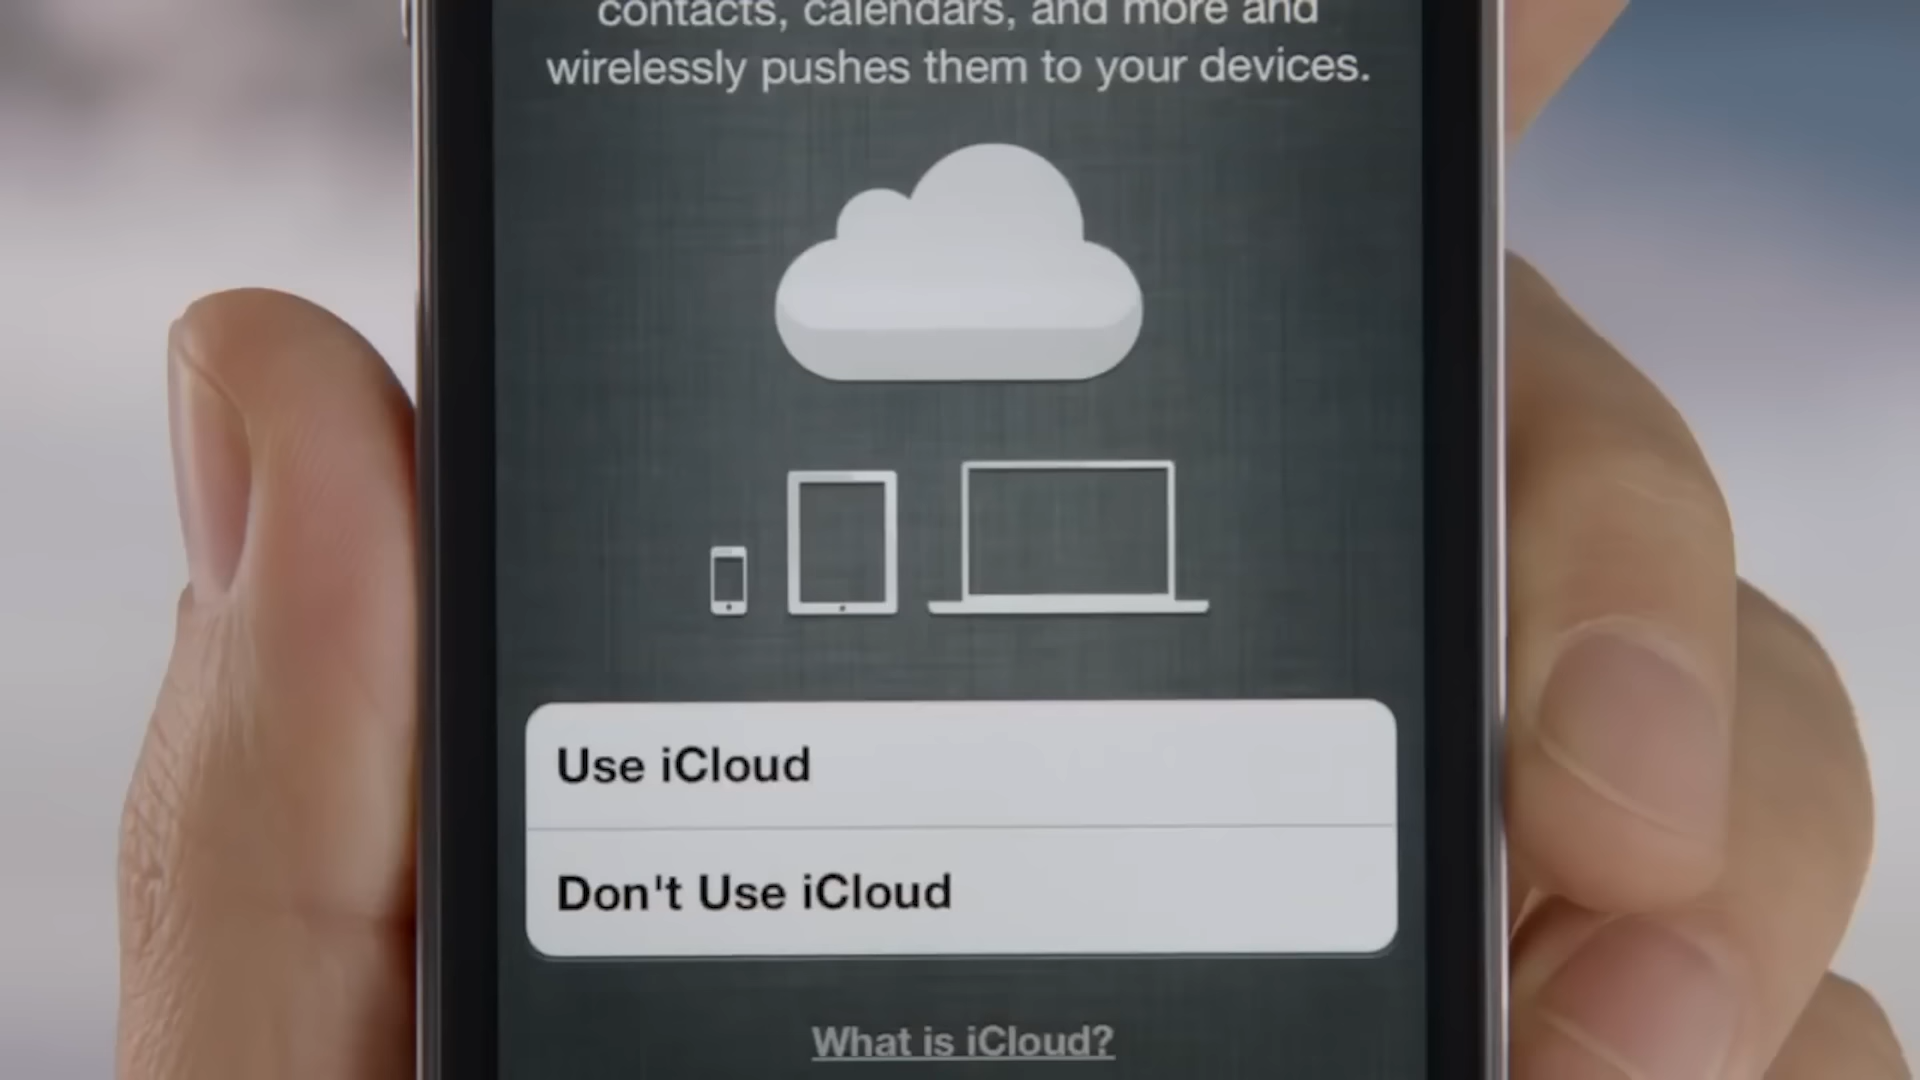 contacts, calendars, and more and
wirelessly pushes them to your devices.
Use iCloud
Don't Use iCloud
What is iCloud?